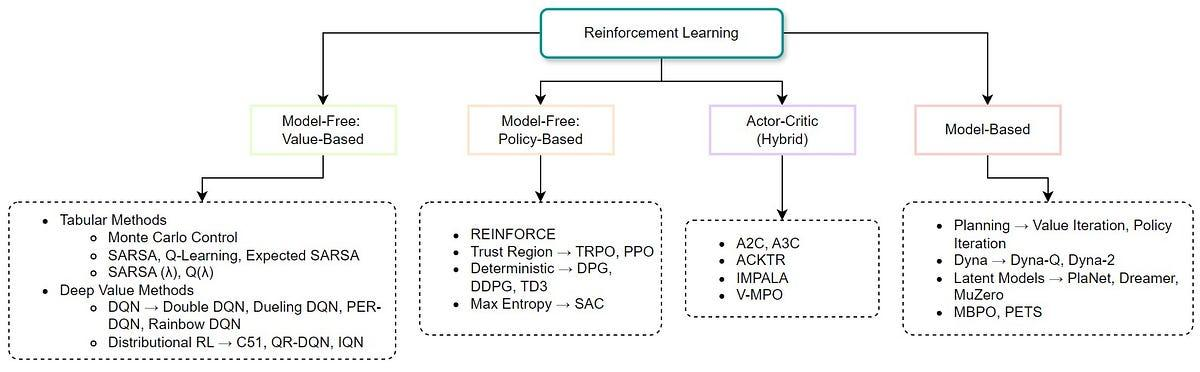 Reinforcement Learning
Model-Free:
Value-Based
Model-Free:
Policy-Based
Actor-Critic
(Hybrid)
Model-Based
• Tabular Methods
○ Monte Carlo Control
○ SARSA, Q-Learning, Expected SARSA
○ SARSA (λ), Q(λ)
• Deep Value Methods
○ DQN → Double DQN, Dueling DQN, PER-
DQN, Rainbow DQN
○ Distributional RL → C51, QR-DQN, IQN
• REINFORCE
• Trust Region → TRPO, PPO
• Deterministic → DPG,
DDPG, TD3
• Max Entropy → SAC
• A2C, A3C
• ACKTR
• IMPALA
• V-MPO
• Planning → Value Iteration, Policy
Iteration
• Dyna → Dyna-Q, Dyna-2
• Latent Models → PlaNet, Dreamer,
MuZero
• MBPO, PETS